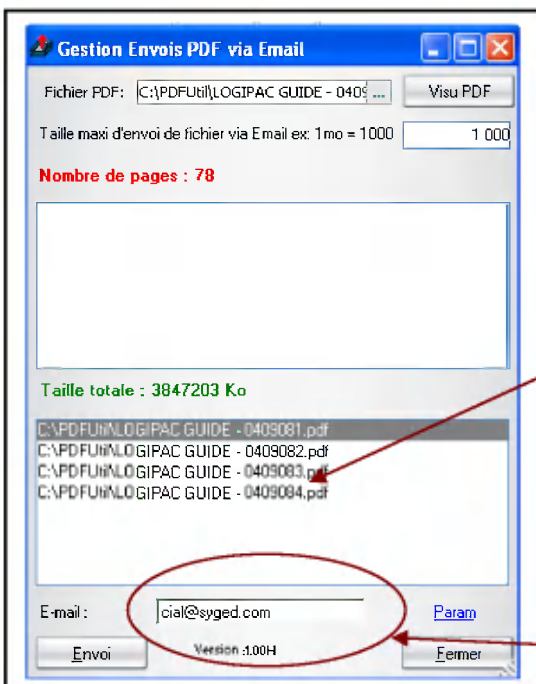 Gestion Envois PDF via Email
Fichier PDF: C:\PDFUtil\LOGIPAC GUIDE - 0409 ... Visu PDF
Taille maxi d'envoi de fichier via Email ex: 1mo = 1000 1 000
Nombre de pages : 78
Taille totale : 3847203 Ko
C:\PDFUtil\LOGIPAC GUIDE - 0409081.pdf
C:\PDFUtil\LOGIPAC GUIDE - 0409082.pdf
C:\PDFUtil\LOGIPAC GUIDE - 0409083.pdf
C:\PDFUtil\LOGIPAC GUIDE - 0409084.pdf
E-mail : cial@syged.com Param
Envoi Version :1.00H Fermer